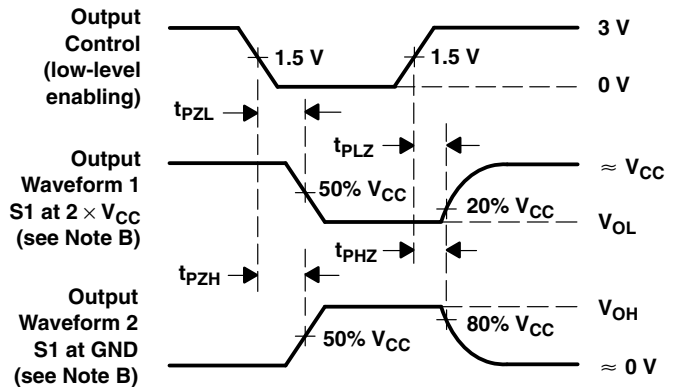 Output
Control
(low-level
enabling)
1.5 V
1.5 V
3 V
0 V
tPZL
tPLZ
Output
Waveform 1
S1 at 2 × VCC
(see Note B)
50% VCC
20% VCC
≈ VCC
VOL
tPZH
tPHZ
Output
Waveform 2
S1 at GND
(see Note B)
50% VCC
80% VCC
VOH
≈ 0 V